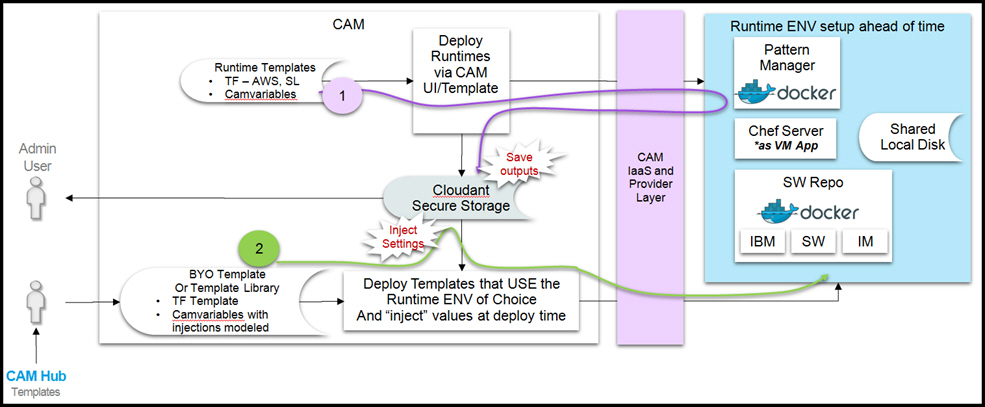 CAM
Runtime ENV setup ahead of time
Runtime Templates
• TF – AWS, SL
• Camvariables
1
Deploy
Runtimes
via CAM
UI/Template
Pattern
Manager
docker
Chef Server
*as VM App
Shared
Local Disk
CAM
IaaS and
Provider
Layer
Admin
User
Save
outputs
Cloudant
Secure Storage
SW Repo
docker
IBM
SW
IM
Inject
Settings
2
BYO Template
Or Template Library
• TF Template
• Camvariables with
injections modeled
Deploy Templates that USE the
Runtime ENV of Choice
And “inject” values at deploy time
CAM Hub
Templates